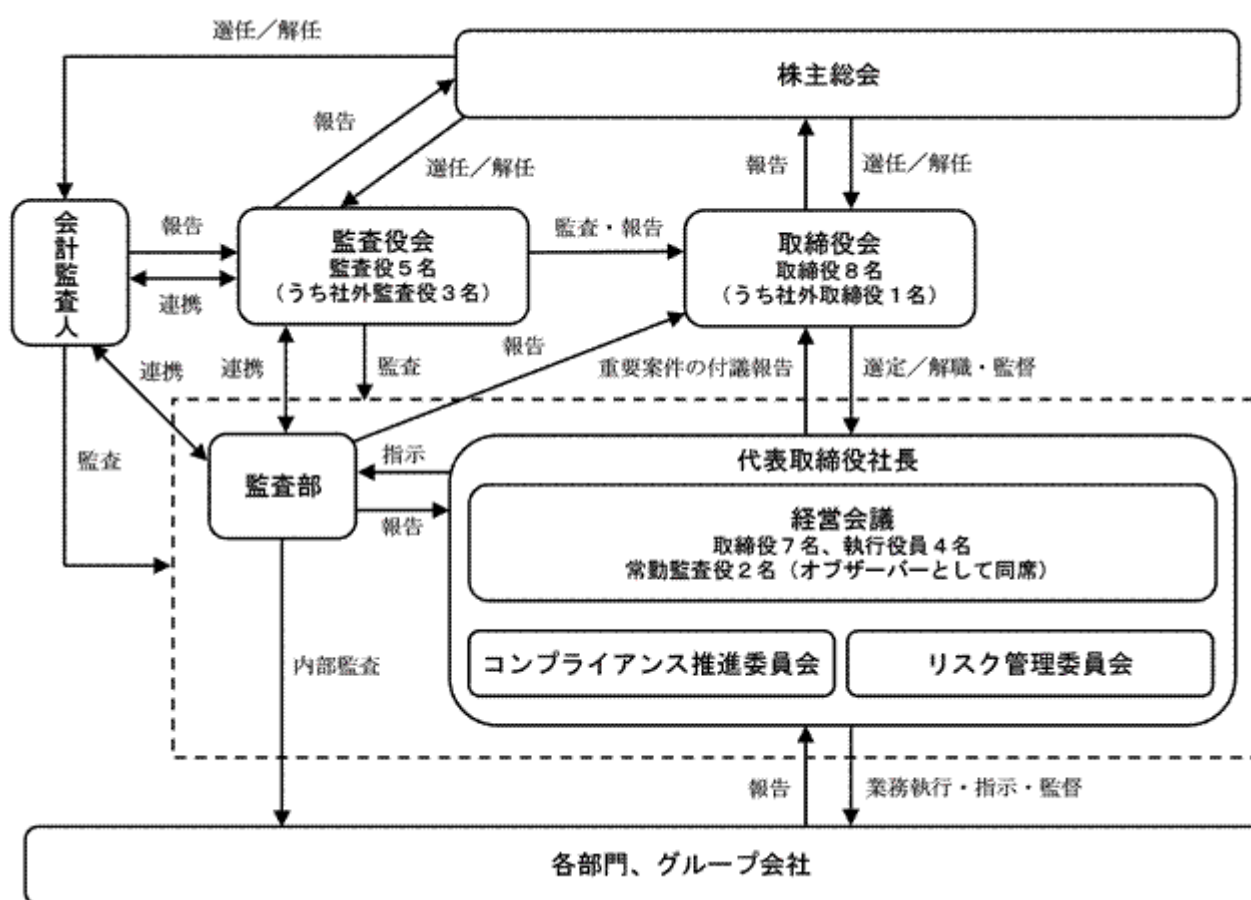 選任／解任
株主総会
報告
選任／解任
報告
選任／解任
会計監査人
報告
連携
監査役会
監査役５名
（うち社外監査役３名）
監査・報告
取締役会
取締役８名
（うち社外取締役１名）
連携
連携
監査
報告
重要案件の付議報告
選定／解職・監督
監査
監査部
指示
報告
代表取締役社長
経営会議
取締役７名、執行役員４名
常勤監査役２名（オブザーバーとして同席）
コンプライアンス推進委員会
リスク管理委員会
内部監査
報告
業務執行・指示・監督
各部門、グループ会社